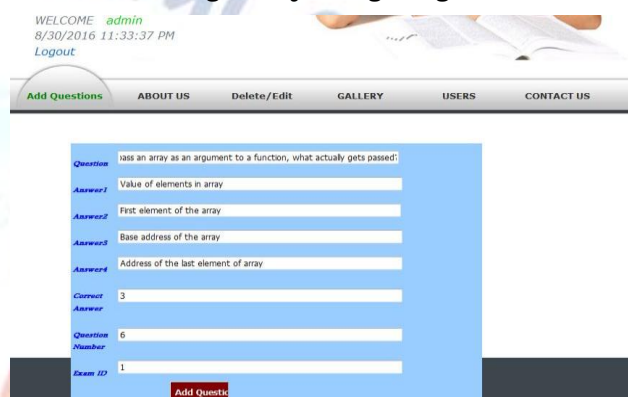 WELCOME admin
8/30/2016 11:33:37 PM
Logout
Add Questions ABOUT US Delete/Edit GALLERY USERS CONTACT US
Question pass an array as an argument to a function, what actually gets passed?
Answer1 Value of elements in array
Answer2 First element of the array
Answer3 Base address of the array
Answer4 Address of the last element of array
Correct Answer 3
Question Number 6
Exam ID 1
Add Questic